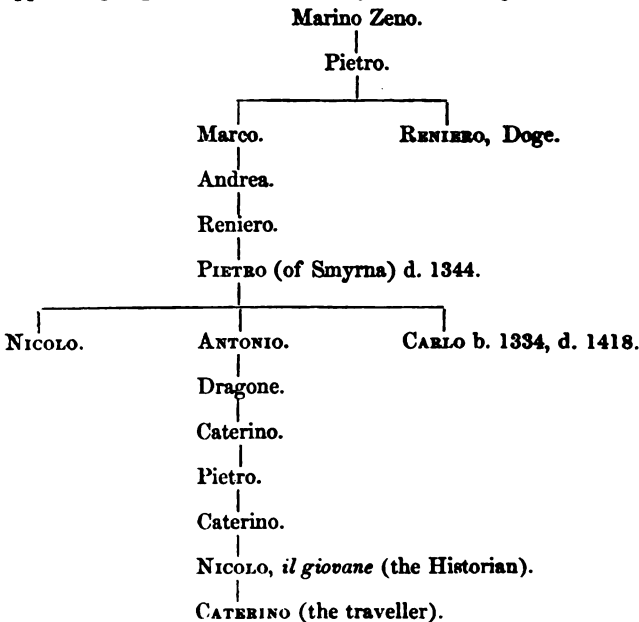 Marino Zeno.
Pietro.
Marco. RENIERO, Doge.
Andrea.
Reniero.
PIETRO (of Smyrna) d. 1344.
NICOLO. ANTONIO. CARLO b. 1334, d. 1418.
Dragone.
Caterino.
Pietro.
Caterino.
NICOLO, il giovane (the Historian).
CATERINO (the traveller).